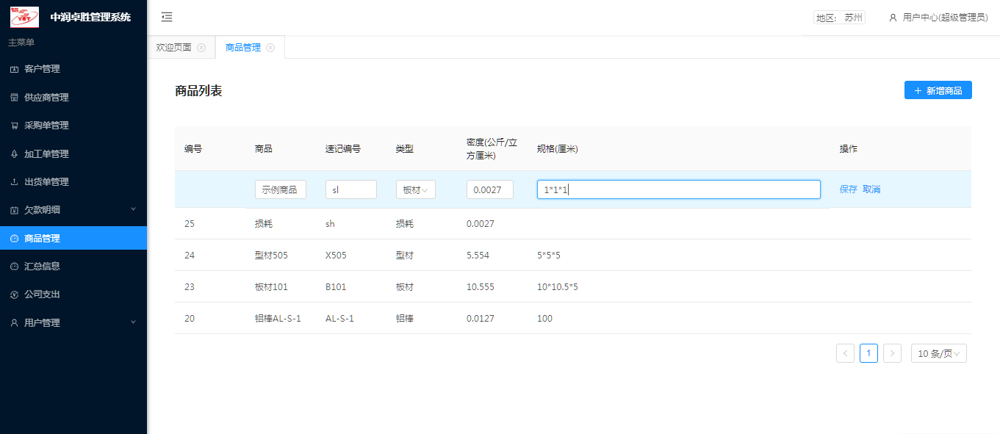 中润卓胜管理系统
地区: 苏州
用户中心(超级管理员)
主菜单
欢迎页面
商品管理
客户管理
供应商管理
采购单管理
加工单管理
出货单管理
欠款明细
商品管理
汇总信息
公司支出
用户管理
商品列表
+ 新增商品
编号 商品 速记编号 类型 密度(公斤/立方厘米) 规格(厘米) 操作
示例商品 sl 板材 0.0027 1*1*1 保存 取消
25 损耗 sh 损耗 0.0027
24 型材505 X505 型材 5.554 5*5*5
23 板材101 B101 板材 10.555 10*10.5*5
20 铝棒AL-S-1 AL-S-1 铝棒 0.0127 100
< 1 > 10 条/页